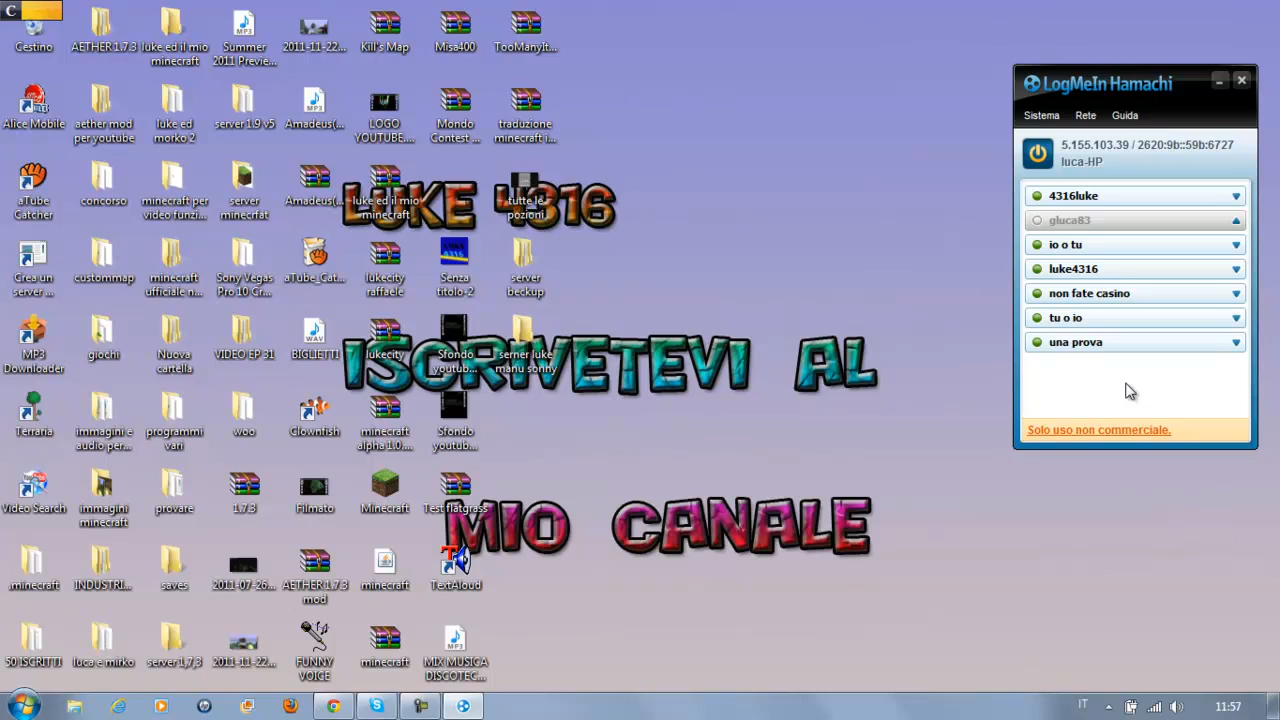 C
Cestino
AETHER 1.7.3
luke ed il mio
minecraft
Summer
2011 Previe...
2011-11-22...
Kill's Map
Misa400
TooManyIt...
Alice Mobile
aether mod
per youtube
luke ed
morko 2
server 1.9 v5
Amadeus(...
LOGO
YOUTUBE....
Mondo
Contest ...
traduzione
minecraft i...
aTube
Catcher
concorso
minecraft per
video funzi...
server
minecrfat
Amadeus(...
luke ed il mio
minecraft
tutte le
pozioni
LUKE 4316
Crea un
server ...
custommap
minecraft
ufficiale n...
Sony Vegas
Pro 10 Cr...
aTube_Cat...
lukecity
raffaele
Senza
titolo-2
server
beckup
MP3
Downloader
giochi
Nuova
cartella
VIDEO EP 31
BIGLIETTI
lukecity
Sfondo
youtub...
serner luke
manu sonny
ISCRIVETEVI AL
Terraria
immagini e
audio per...
programmi
vari
woo
Clownfish
minecraft
alpha 1.0....
Sfondo
youtub...
Video Search
immagini
minecraft
provare
1.7.3
Filmato
Minecraft
Test flatgrass
MIO CANALE
.minecraft
INDUSTRI...
saves
2011-07-26...
AETHER 1.7.3
mod
minecraft
TextAloud
50 ISCRITTI
luca e mirko
server 1,7,3
2011-11-22...
FUNNY
VOICE
minecraft
MIX MUSICA
DISCOTEC...
LogMeIn Hamachi
Sistema Rete Guida
5.155.103.39 / 2620:9b::59b:6727
luca-HP
4316luke
gluca83
io o tu
luke4316
non fate casino
tu o io
una prova
Solo uso non commerciale.
IT
11:57